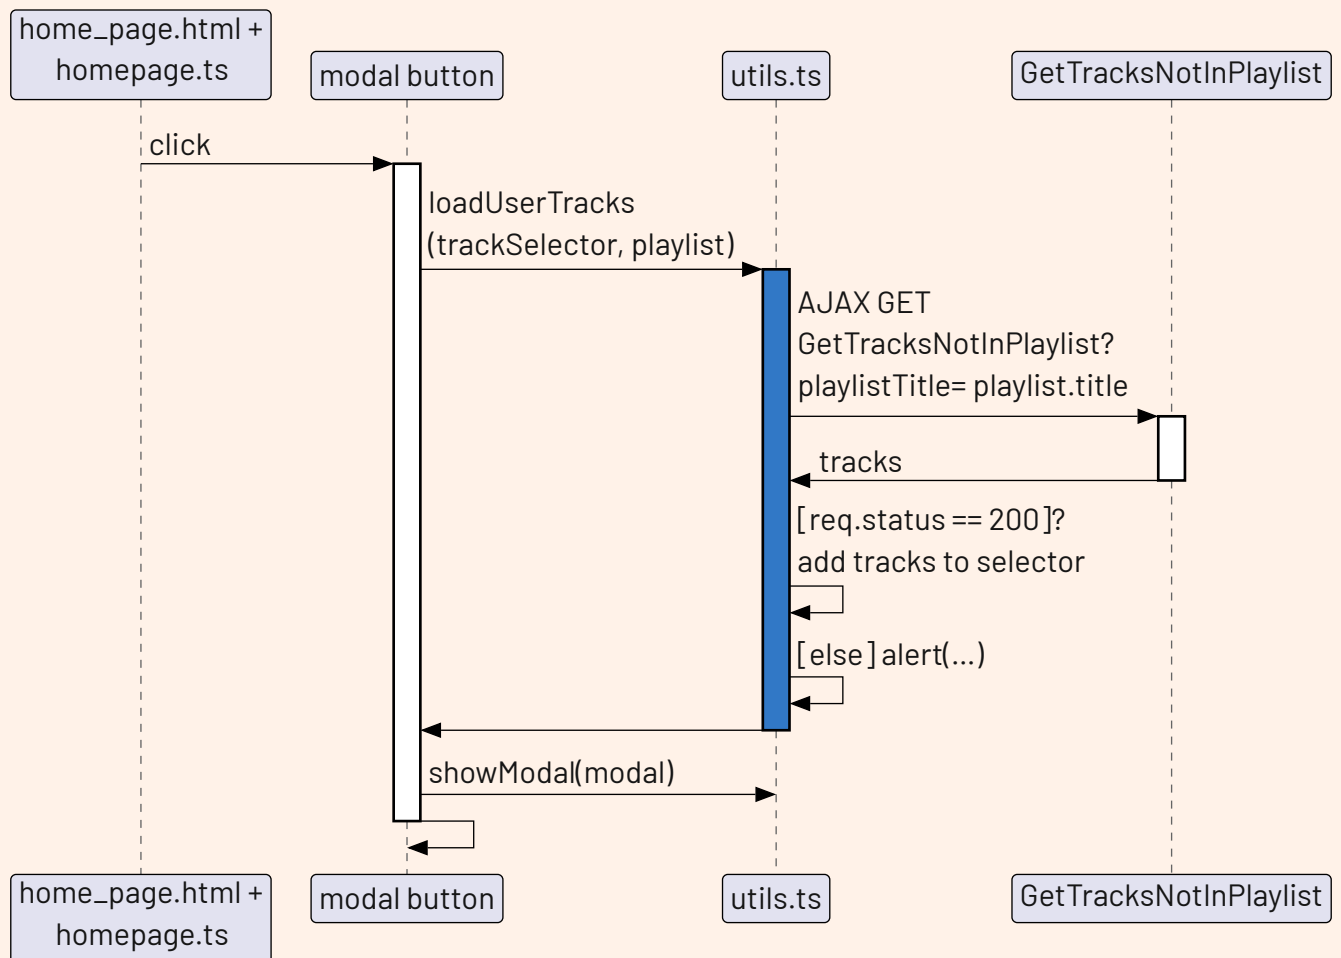 home_page.html +
homepage.ts
modal button
utils.ts
GetTracksNotInPlaylist
click
loadUserTracks
(trackSelector, playlist)
AJAX GET
GetTracksNotInPlaylist?
playlistTitle= playlist.title
tracks
[req.status == 200]?
add tracks to selector
[else] alert(...)
showModal(modal)
home_page.html +
homepage.ts
modal button
utils.ts
GetTracksNotInPlaylist